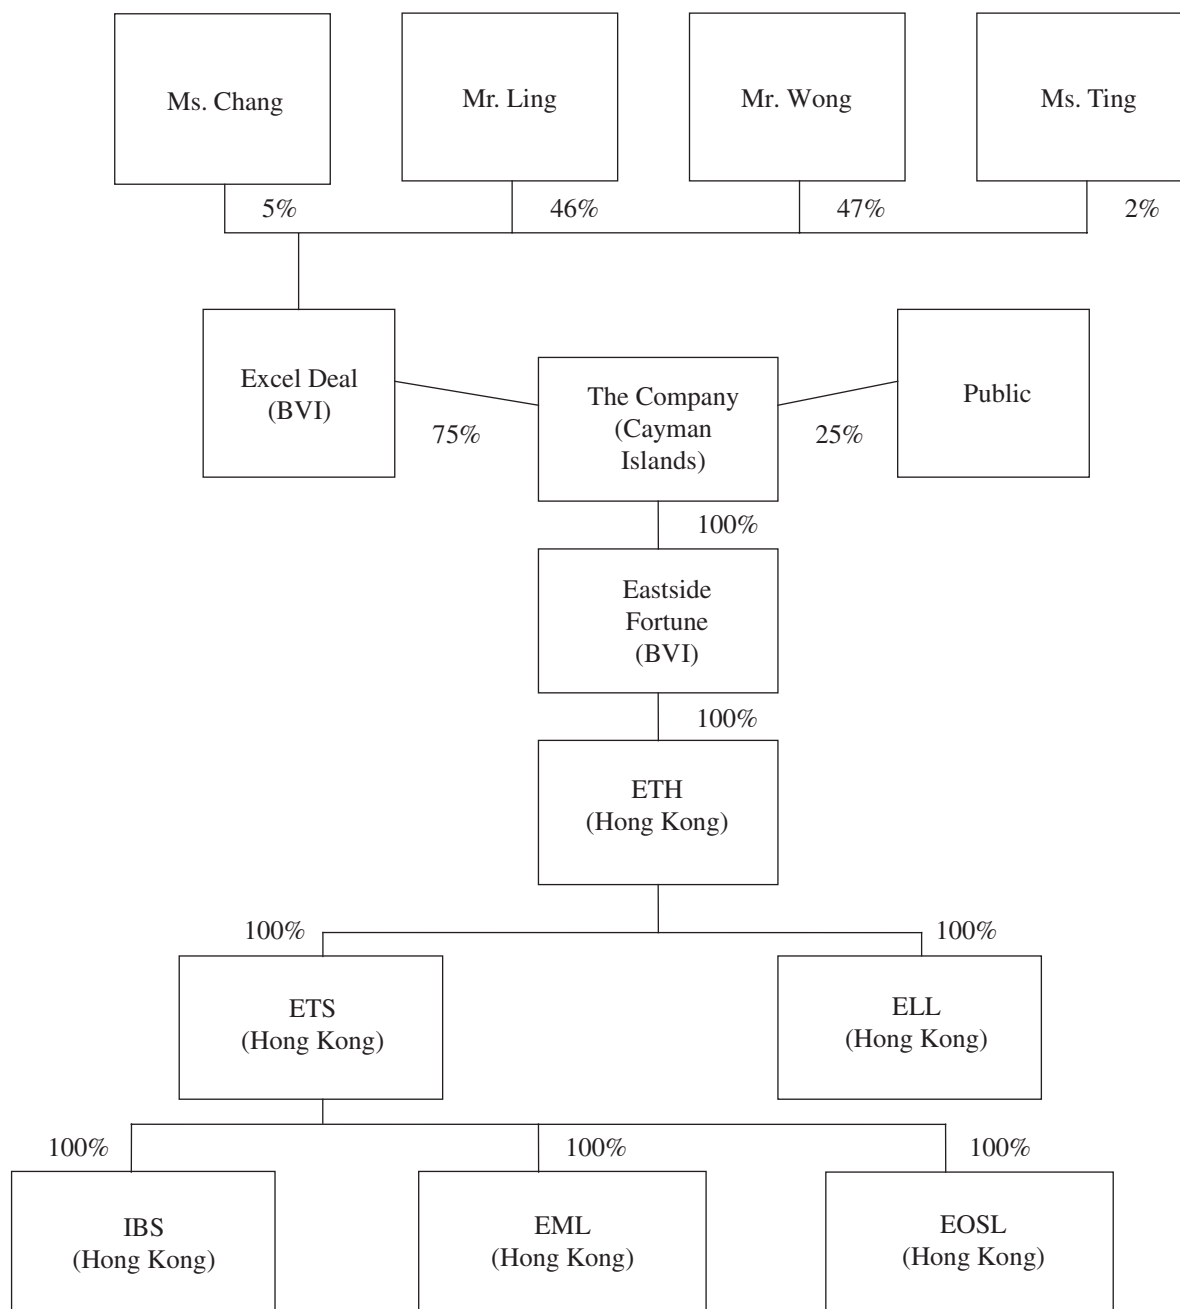 Ms. Chang
Mr. Ling
Mr. Wong
Ms. Ting
5%
46%
47%
2%
Excel Deal
(BVI)
The Company
(Cayman
Islands)
Public
75%
25%
100%
Eastside
Fortune
(BVI)
100%
ETH
(Hong Kong)
100%
100%
ETS
(Hong Kong)
ELL
(Hong Kong)
100%
100%
100%
IBS
(Hong Kong)
EML
(Hong Kong)
EOSL
(Hong Kong)